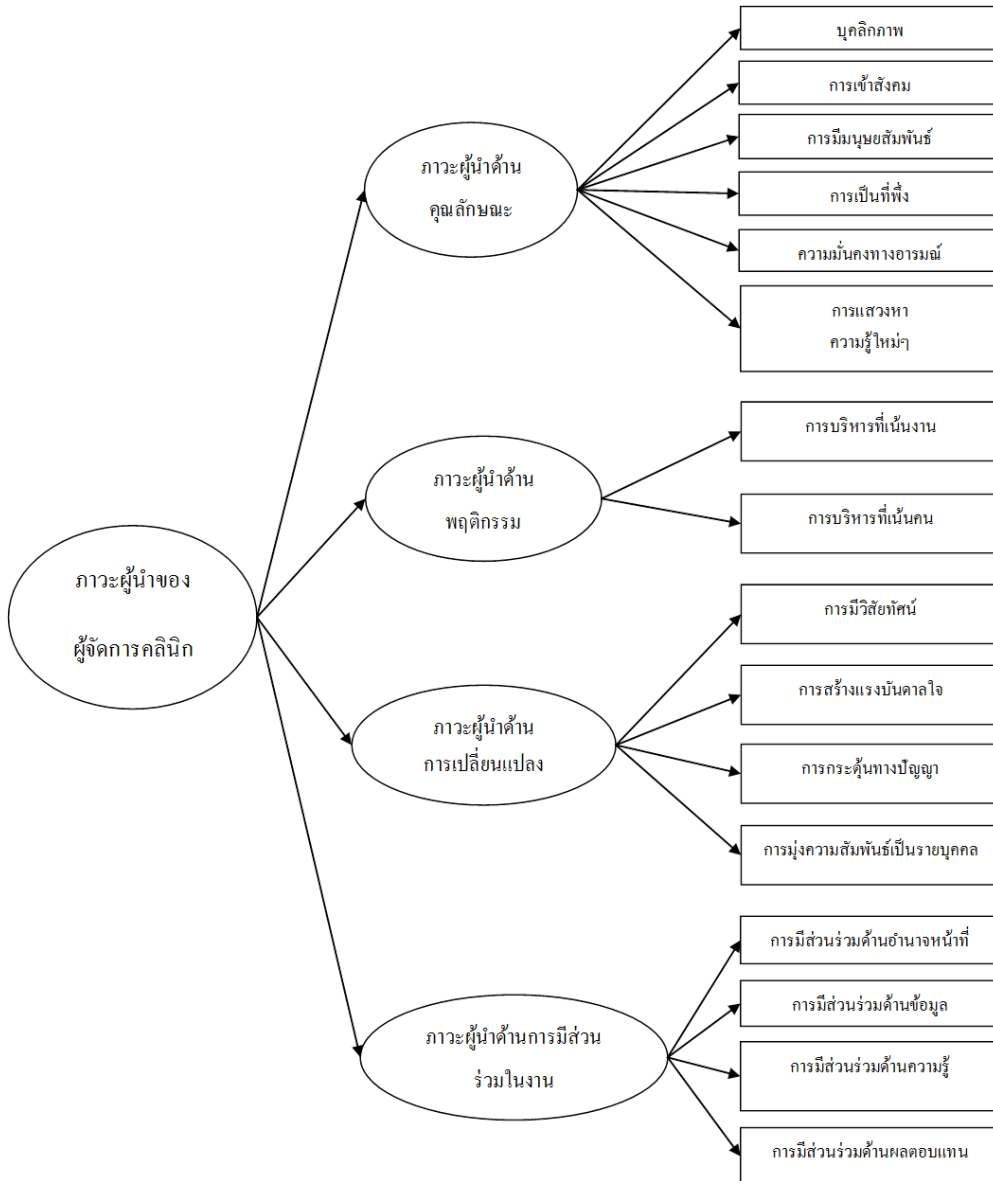 บุคลิกภาพ
การเข้าสังคม
การมีมนุษยสัมพันธ์
การเป็นที่พึ่ง
ความมั่นคงทางอารมณ์
การแสวงหา
ความรู้ใหม่ๆ
ภาวะผู้นำด้าน
คุณลักษณะ
การบริหารที่เน้นงาน
การบริหารที่เน้นคน
ภาวะผู้นำด้าน
พฤติกรรม
ภาวะผู้นำของ
ผู้จัดการคลินิก
การมีวิสัยทัศน์
การสร้างแรงบันดาลใจ
การกระตุ้นทางปัญญา
การมุ่งความสัมพันธ์เป็นรายบุคคล
ภาวะผู้นำด้าน
การเปลี่ยนแปลง
การมีส่วนร่วมด้านอำนาจหน้าที่
การมีส่วนร่วมด้านข้อมูล
การมีส่วนร่วมด้านความรู้
การมีส่วนร่วมด้านผลตอบแทน
ภาวะผู้นำด้านการมีส่วน
ร่วมในงาน